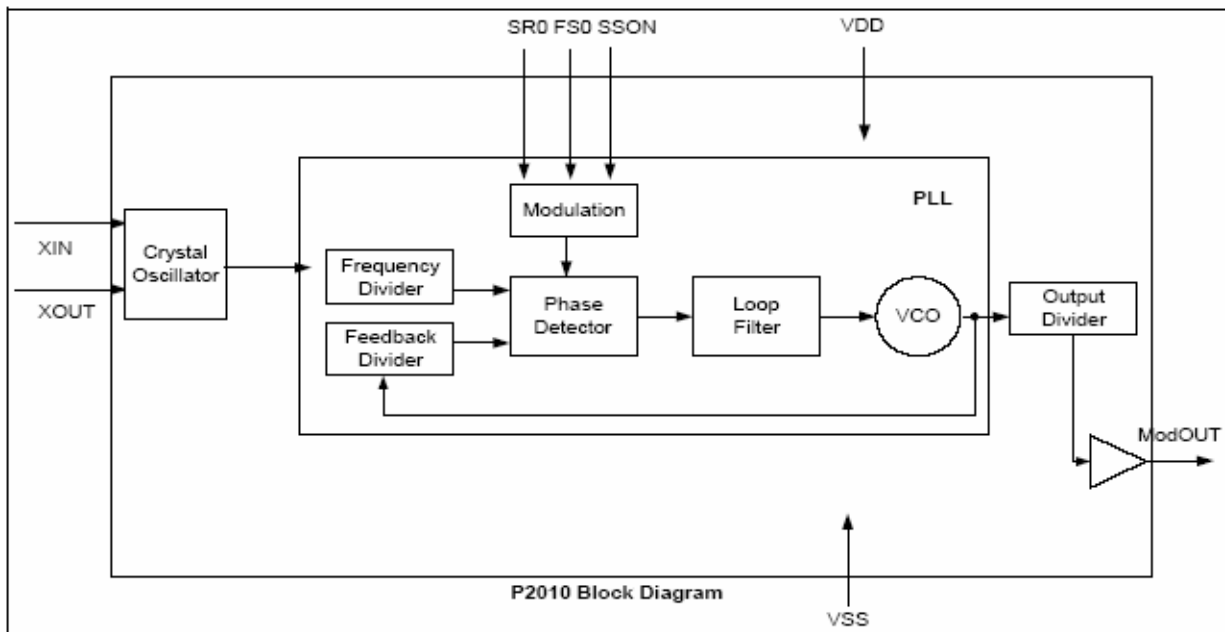 SR0 FS0 SSON
VDD
PLL
Modulation
XIN
Crystal
Oscillator
XOUT
Frequency
Divider
Feedback
Divider
Phase
Detector
Loop
Filter
VCO
Output
Divider
ModOUT
P2010 Block Diagram
VSS